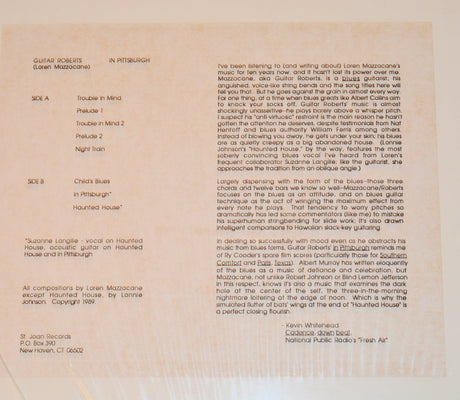 GUITAR ROBERTS IN PITTSBURGH
(Loren Mazzacane)
SIDE A Trouble In Mind
Prelude 1
Trouble In Mind 2
Prelude 2
Night Train
SIDE B Child's Blues
In Pittsburgh*
Haunted House*
*Suzanne Langille - vocal on Haunted
House, acoustic guitar on Haunted
House and In Pittsburgh
All compositions by Loren Mazzacane
except Haunted House, by Lonnie
Johnson. Copyright 1989.
St. Joan Records
P.O. Box 390
New Haven, CT 06502
I've been listening to (and writing about) Loren Mazzacane's
music for ten years now, and it hasn't lost its power over me.
Mazzacane, aka Guitar Roberts, is a blues guitarist; his
anguished, voice-like string bends and the song titles here will
tell you that. But he goes against the grain in almost every way.
For one thing, at a time when blues greats like Albert Collins aim
to knock your socks off, Guitar Roberts' music is almost
shockingly unassertive--he plays barely above a whisper pitch.
I suspect his "anti-virtuosic" restraint is the main reason he hasn't
gotten the attention he deserves, despite testimonials from Nat
Hentoff and blues authority William Ferris among others.
Instead of blowing you away, he gets under your skin; his blues
are as quietly creepy as a big abandoned house. (Lonnie
Johnson's "Haunted House," by the way, features the most
soberly convincing blues vocal I've heard from Loren's
frequent collaborator Suzanne Langille; like the guitarist, she
approaches the tradition from an oblique angle.)
Largely dispensing with the form of the blues--those three
chords and twelve bars we know so well--Mazzacane/Roberts
focuses on the blues as an attitude, and on blues guitar
technique as the act of wringing the maximum effect from
every note he plays. That tendency to worry pitches so
dramatically has led some commentators (like me) to mistake
his superhuman stringbending for slide work; it's also drawn
intelligent comparisons to Hawaiian slack-key guitaring.
In dealing so successfully with mood even as he abstracts his
music from blues forms, Guitar Roberts' In Pittsburgh reminds me
of Ry Cooder's spare film scores (particularly those for Southern
Comfort and Paris, Texas). Albert Murray has written eloquently
of the blues as a music of defiance and celebration, but
Mazzacane, not unlike Robert Johnson or Blind Lemon Jefferson
in this respect, knows it's also a music that examines the dark
hole at the center of the self, the three-in-the-morning
nightmare loitering at the edge of noon. Which is why the
simulated flutter of bats' wings at the end of "Haunted House" is
a perfect closing flourish.
- Kevin Whitehead
Cadence, down beat,
National Public Radio's "Fresh Air"